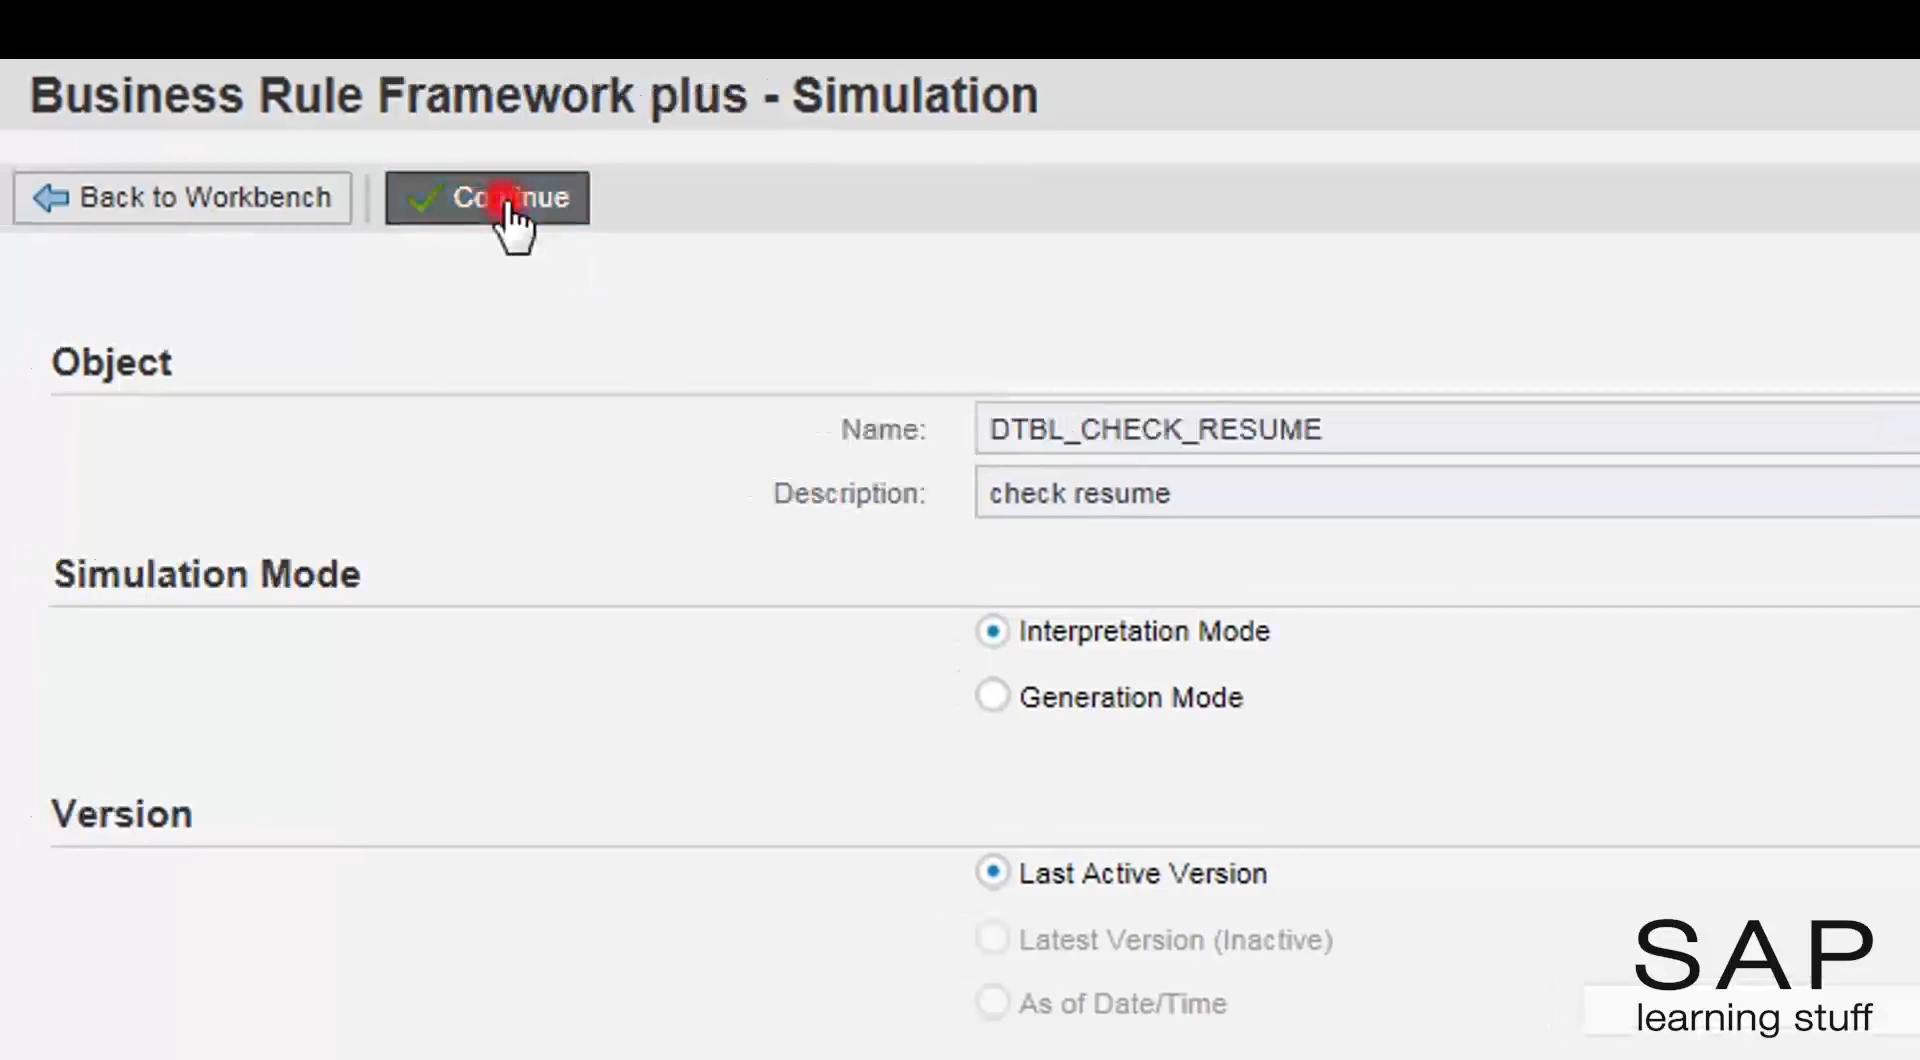 Business Rule Framework plus - Simulation
Back to Workbench
Continue
Object
Name: DTBL_CHECK_RESUME
Description: check resume
Simulation Mode
Interpretation Mode
Generation Mode
Version
Last Active Version
Latest Version (Inactive)
As of Date/Time
SAP
learning stuff